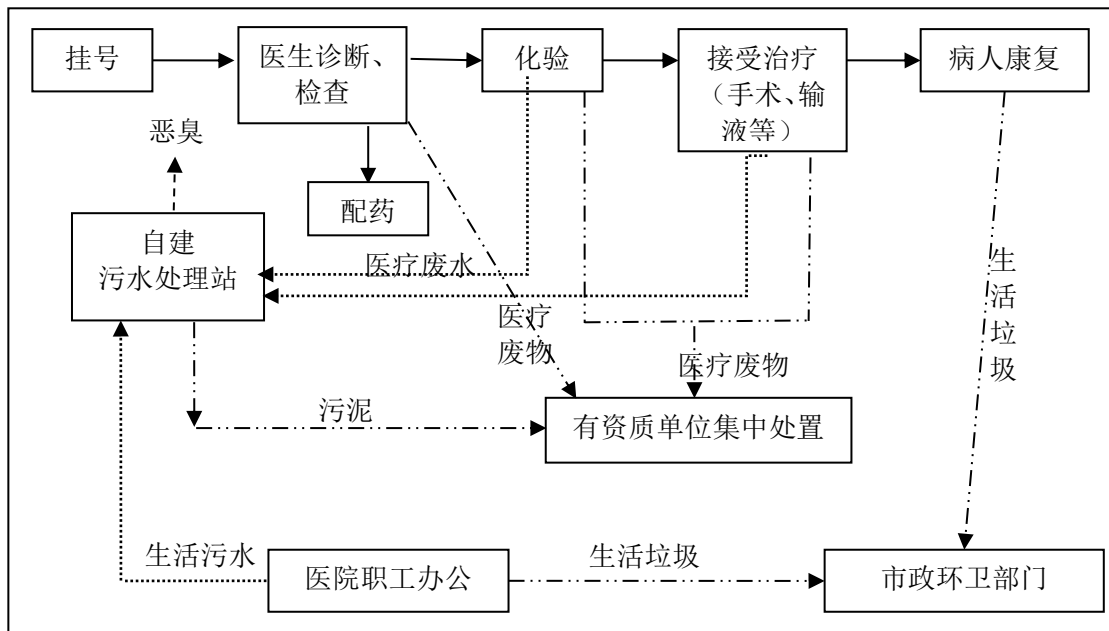 挂号
医生诊断、
检查
化验
接受治疗
（手术、输
液等）
病人康复
恶臭
配药
自建
污水处理站
医疗废水
医疗
废物
医疗废物
生
活
垃
圾
污泥
有资质单位集中处置
生活污水
医院职工办公
生活垃圾
市政环卫部门